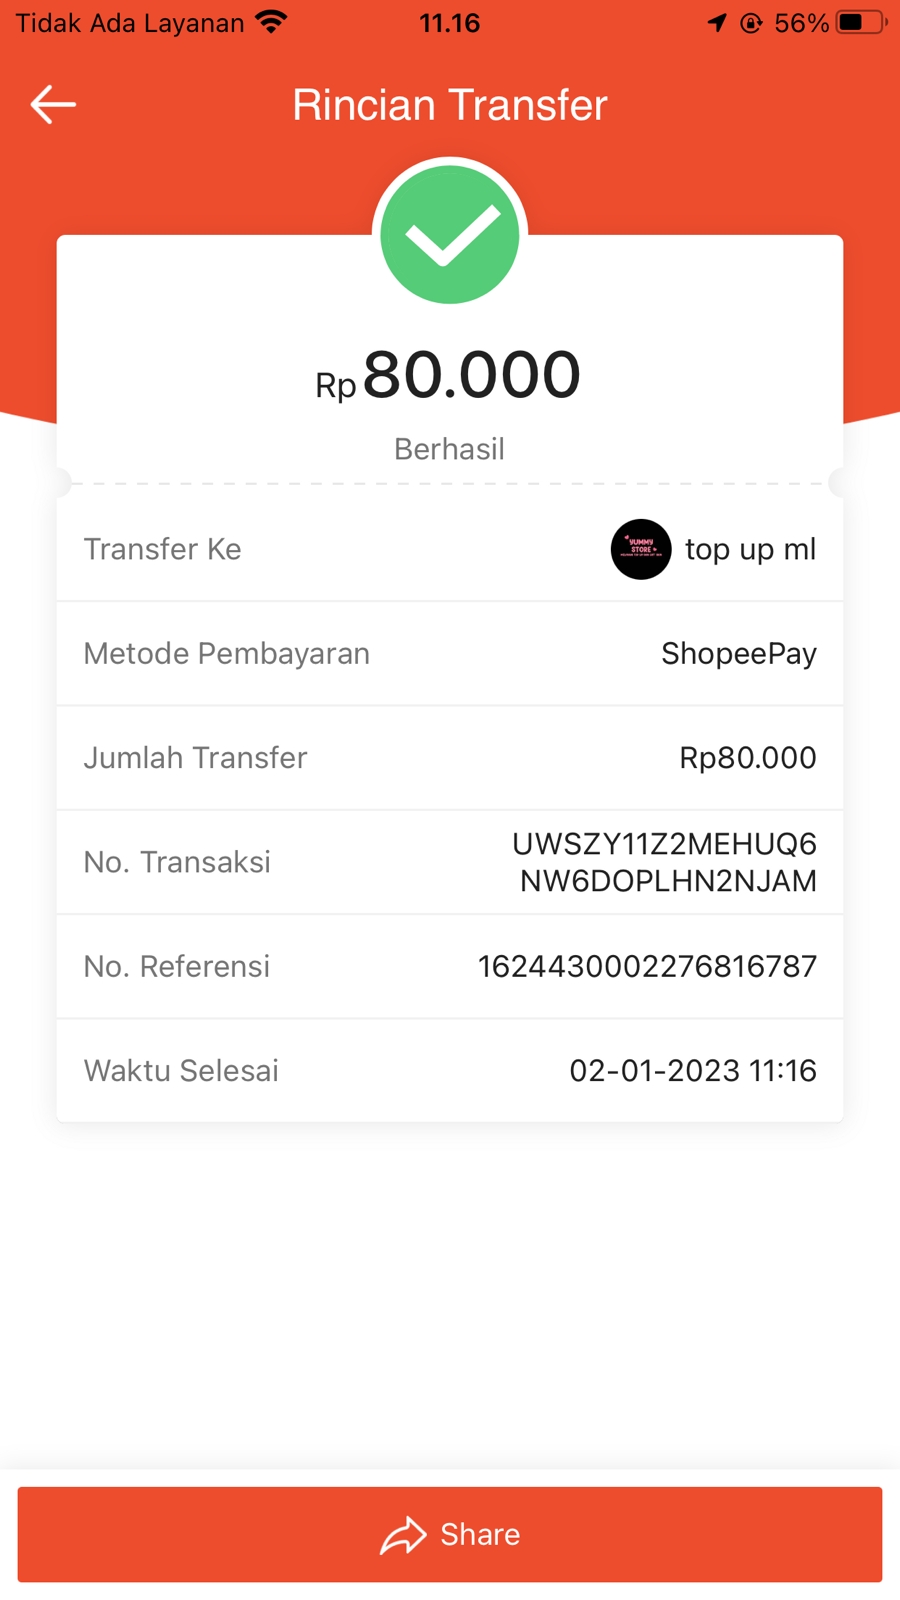 Tidak Ada Layanan
11.16
56%
Rincian Transfer
Rp80.000
Berhasil
Transfer Ke
YUMMY
STORE
top up ml
Metode Pembayaran
ShopeePay
Jumlah Transfer
Rp80.000
No. Transaksi
UWSZY11Z2MEHUQ6
NW6DOPLHN2NJAM
No. Referensi
1624430002276816787
Waktu Selesai
02-01-2023 11:16
Share